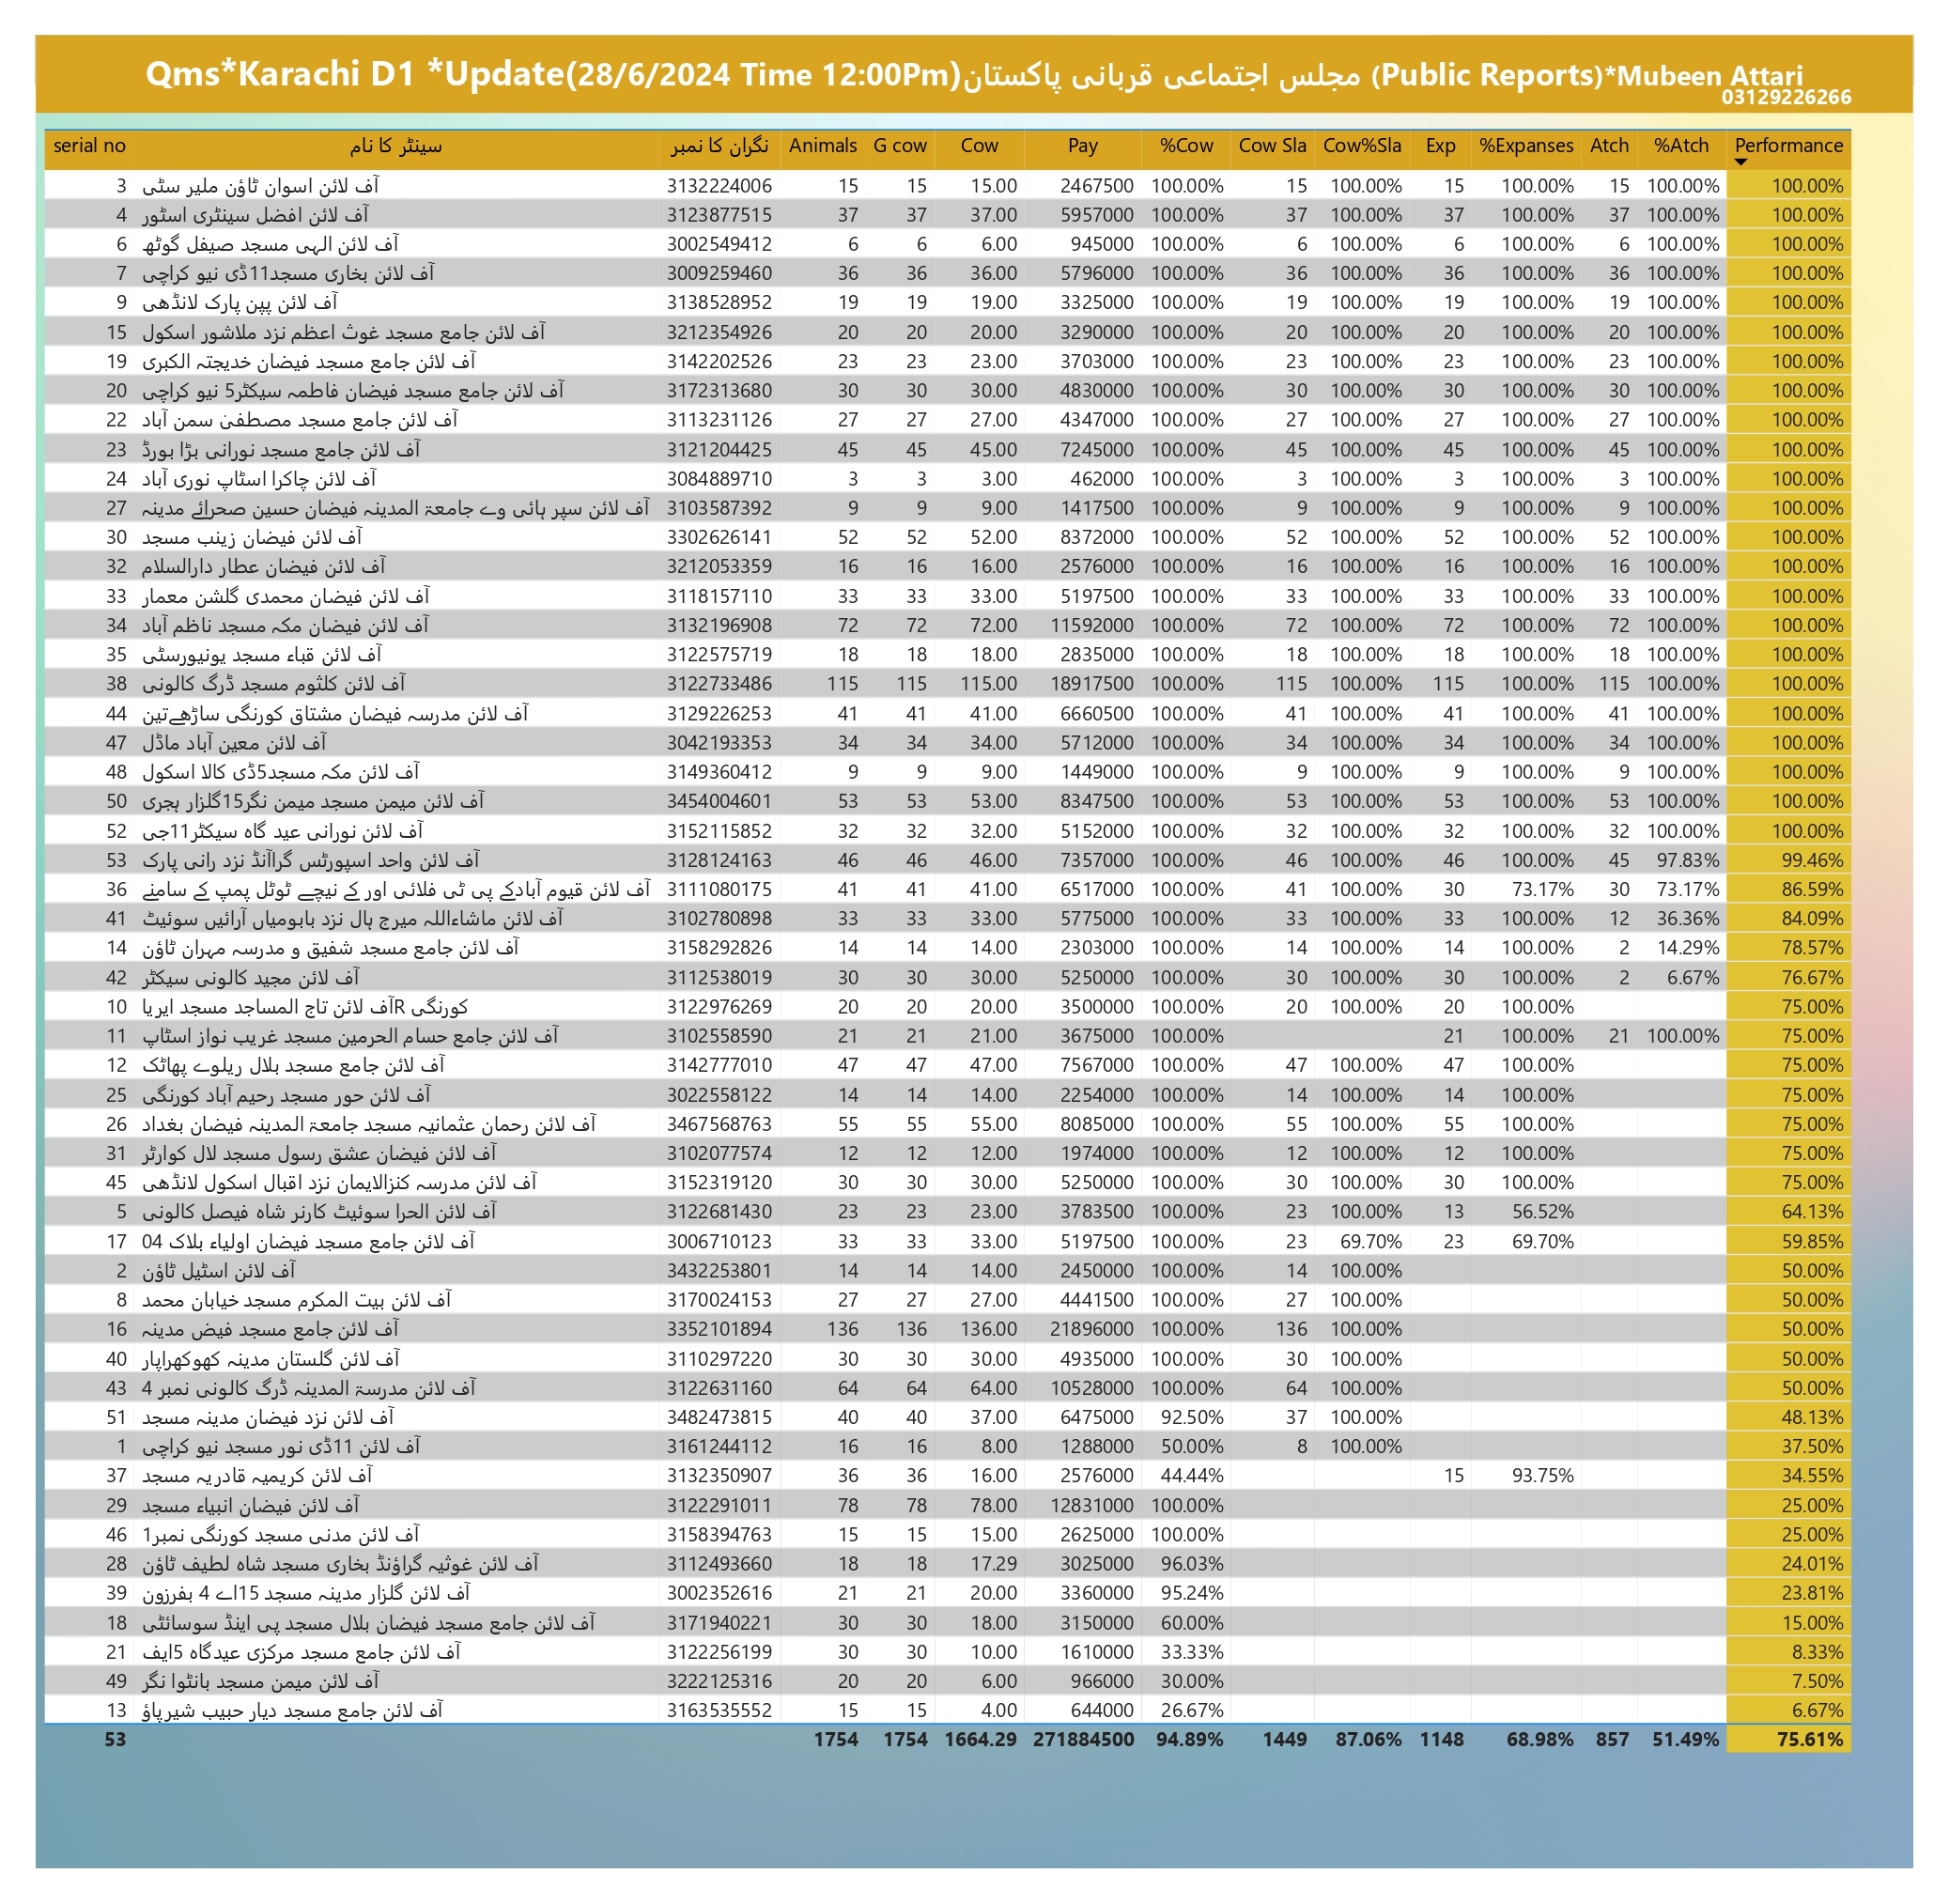 Qms*Karachi D1 *Update(28/6/2024 Time 12:00Pm)مجلس اجتماعی قربانی پاکستان (Public Reports)*Mubeen Attari
03129226266
serial no سینٹر کا نام نگران کا نمبر Animals G cow Cow Pay %Cow Cow Sla Cow%Sla Exp %Expanses Atch %Atch Performance
3 آف لائن اسوان ٹاؤن ملیر سٹی 3132224006 15 15 15.00 2467500 100.00% 15 100.00% 15 100.00% 15 100.00% 100.00%
4 آف لائن افضل سینٹری اسٹور 3123877515 37 37 37.00 5957000 100.00% 37 100.00% 37 100.00% 37 100.00% 100.00%
6 آف لائن الہی مسجد صیفل گوٹھ 3002549412 6 6 6.00 945000 100.00% 6 100.00% 6 100.00% 6 100.00% 100.00%
7 آف لائن بخاری مسجد11ڈی نیو کراچی 3009259460 36 36 36.00 5796000 100.00% 36 100.00% 36 100.00% 36 100.00% 100.00%
9 آف لائن پپن پارک لانڈھی 3138528952 19 19 19.00 3325000 100.00% 19 100.00% 19 100.00% 19 100.00% 100.00%
15 آف لائن جامع مسجد غوث اعظم نزد ملاشور اسکول 3212354926 20 20 20.00 3290000 100.00% 20 100.00% 20 100.00% 20 100.00% 100.00%
19 آف لائن جامع مسجد فیضان خدیجتہ الکبری 3142202526 23 23 23.00 3703000 100.00% 23 100.00% 23 100.00% 23 100.00% 100.00%
20 آف لائن جامع مسجد فیضان فاطمہ سیکٹر5 نیو کراچی 3172313680 30 30 30.00 4830000 100.00% 30 100.00% 30 100.00% 30 100.00% 100.00%
22 آف لائن جامع مسجد مصطفیٰ سمن آباد 3113231126 27 27 27.00 4347000 100.00% 27 100.00% 27 100.00% 27 100.00% 100.00%
23 آف لائن جامع مسجد نورانی بڑا بورڈ 3121204425 45 45 45.00 7245000 100.00% 45 100.00% 45 100.00% 45 100.00% 100.00%
24 آف لائن چاکرا اسٹاپ نوری آباد 3084889710 3 3 3.00 462000 100.00% 3 100.00% 3 100.00% 3 100.00% 100.00%
27 آف لائن سپر ہائی وے جامعۃ المدینہ فیضان حسین صحرائے مدینہ 3103587392 9 9 9.00 1417500 100.00% 9 100.00% 9 100.00% 9 100.00% 100.00%
30 آف لائن فیضان زینب مسجد 3302626141 52 52 52.00 8372000 100.00% 52 100.00% 52 100.00% 52 100.00% 100.00%
32 آف لائن فیضان عطار دارالسلام 3212053359 16 16 16.00 2576000 100.00% 16 100.00% 16 100.00% 16 100.00% 100.00%
33 آف لائن فیضان محمدی گلشن معمار 3118157110 33 33 33.00 5197500 100.00% 33 100.00% 33 100.00% 33 100.00% 100.00%
34 آف لائن فیضان مکہ مسجد ناظم آباد 3132196908 72 72 72.00 11592000 100.00% 72 100.00% 72 100.00% 72 100.00% 100.00%
35 آف لائن قباء مسجد یونیورسٹی 3122575719 18 18 18.00 2835000 100.00% 18 100.00% 18 100.00% 18 100.00% 100.00%
38 آف لائن کلثوم مسجد ڈرگ کالونی 3122733486 115 115 115.00 18917500 100.00% 115 100.00% 115 100.00% 115 100.00% 100.00%
44 آف لائن مدرسہ فیضان مشتاق کورنگی ساڑھےتین 3129226253 41 41 41.00 6660500 100.00% 41 100.00% 41 100.00% 41 100.00% 100.00%
47 آف لائن معین آباد ماڈل 3042193353 34 34 34.00 5712000 100.00% 34 100.00% 34 100.00% 34 100.00% 100.00%
48 آف لائن مکہ مسجد5ڈی کالا اسکول 3149360412 9 9 9.00 1449000 100.00% 9 100.00% 9 100.00% 9 100.00% 100.00%
50 آف لائن میمن مسجد میمن نگر15گلزار ہجری 3454004601 53 53 53.00 8347500 100.00% 53 100.00% 53 100.00% 53 100.00% 100.00%
52 آف لائن نورانی عید گاہ سیکٹر11جی 3152115852 32 32 32.00 5152000 100.00% 32 100.00% 32 100.00% 32 100.00% 100.00%
53 آف لائن واحد اسپورٹس گراآنڈ نزد رانی پارک 3128124163 46 46 46.00 7357000 100.00% 46 100.00% 46 100.00% 45 97.83% 99.46%
36 آف لائن قیوم آبادکے پی ٹی فلائی اور کے نیچے ٹوٹل پمپ کے سامنے 3111080175 41 41 41.00 6517000 100.00% 41 100.00% 30 73.17% 30 73.17% 86.59%
41 آف لائن ماشاءاللہ میرج ہال نزد بابومیاں آرائیں سوئیٹ 3102780898 33 33 33.00 5775000 100.00% 33 100.00% 33 100.00% 12 36.36% 84.09%
14 آف لائن جامع مسجد شفیق و مدرسہ مہران ٹاؤن 3158292826 14 14 14.00 2303000 100.00% 14 100.00% 14 100.00% 2 14.29% 78.57%
42 آف لائن مجید کالونی سیکٹر 3112538019 30 30 30.00 5250000 100.00% 30 100.00% 30 100.00% 2 6.67% 76.67%
10 آف لائن تاج المساجد مسجد ایریاR کورنگی 3122976269 20 20 20.00 3500000 100.00% 20 100.00% 20 100.00% 75.00%
11 آف لائن جامع حسام الحرمین مسجد غریب نواز اسٹاپ 3102558590 21 21 21.00 3675000 100.00% 21 100.00% 21 100.00% 75.00%
12 آف لائن جامع مسجد بلال ریلوے پھاٹک 3142777010 47 47 47.00 7567000 100.00% 47 100.00% 47 100.00% 75.00%
25 آف لائن حور مسجد رحیم آباد کورنگی 3022558122 14 14 14.00 2254000 100.00% 14 100.00% 14 100.00% 75.00%
26 آف لائن رحمان عثمانیہ مسجد جامعۃ المدینہ فیضان بغداد 3467568763 55 55 55.00 8085000 100.00% 55 100.00% 55 100.00% 75.00%
31 آف لائن فیضان عشق رسول مسجد لال کوارٹر 3102077574 12 12 12.00 1974000 100.00% 12 100.00% 12 100.00% 75.00%
45 آف لائن مدرسہ کنزالایمان نزد اقبال اسکول لانڈھی 3152319120 30 30 30.00 5250000 100.00% 30 100.00% 30 100.00% 75.00%
5 آف لائن الحرا سوئیٹ کارنر شاہ فیصل کالونی 3122681430 23 23 23.00 3783500 100.00% 23 100.00% 13 56.52% 64.13%
17 آف لائن جامع مسجد فیضان اولیاء بلاک 04 3006710123 33 33 33.00 5197500 100.00% 23 69.70% 23 69.70% 59.85%
2 آف لائن اسٹیل ٹاؤن 3432253801 14 14 14.00 2450000 100.00% 14 100.00% 50.00%
8 آف لائن بیت المکرم مسجد خیابان محمد 3170024153 27 27 27.00 4441500 100.00% 27 100.00% 50.00%
16 آف لائن جامع مسجد فیض مدینہ 3352101894 136 136 136.00 21896000 100.00% 136 100.00% 50.00%
40 آف لائن گلستان مدینہ کھوکھراپار 3110297220 30 30 30.00 4935000 100.00% 30 100.00% 50.00%
43 آف لائن مدرسۃ المدینہ ڈرگ کالونی نمبر 4 3122631160 64 64 64.00 10528000 100.00% 64 100.00% 50.00%
51 آف لائن نزد فیضان مدینہ مسجد 3482473815 40 40 37.00 6475000 92.50% 37 100.00% 48.13%
1 آف لائن 11ڈی نور مسجد نیو کراچی 3161244112 16 16 8.00 1288000 50.00% 8 100.00% 37.50%
37 آف لائن کریمیہ قادریہ مسجد 3132350907 36 36 16.00 2576000 44.44% 15 93.75% 34.55%
29 آف لائن فیضان انبیاء مسجد 3122291011 78 78 78.00 12831000 100.00% 25.00%
46 آف لائن مدنی مسجد کورنگی نمبر1 3158394763 15 15 15.00 2625000 100.00% 25.00%
28 آف لائن غوثیہ گراؤنڈ بخاری مسجد شاہ لطیف ٹاؤن 3112493660 18 18 17.29 3025000 96.03% 24.01%
39 آف لائن گلزار مدینہ مسجد 15اے 4 بفرزون 3002352616 21 21 20.00 3360000 95.24% 23.81%
18 آف لائن جامع مسجد فیضان بلال مسجد پی اینڈ سوسائٹی 3171940221 30 30 18.00 3150000 60.00% 15.00%
21 آف لائن جامع مسجد مرکزی عیدگاہ 5ایف 3122256199 30 30 10.00 1610000 33.33% 8.33%
49 آف لائن میمن مسجد بانٹوا نگر 3222125316 20 20 6.00 966000 30.00% 7.50%
13 آف لائن جامع مسجد دیار حبیب شیرپاؤ 3163535552 15 15 4.00 644000 26.67% 6.67%
53 1754 1754 1664.29 271884500 94.89% 1449 87.06% 1148 68.98% 857 51.49% 75.61%